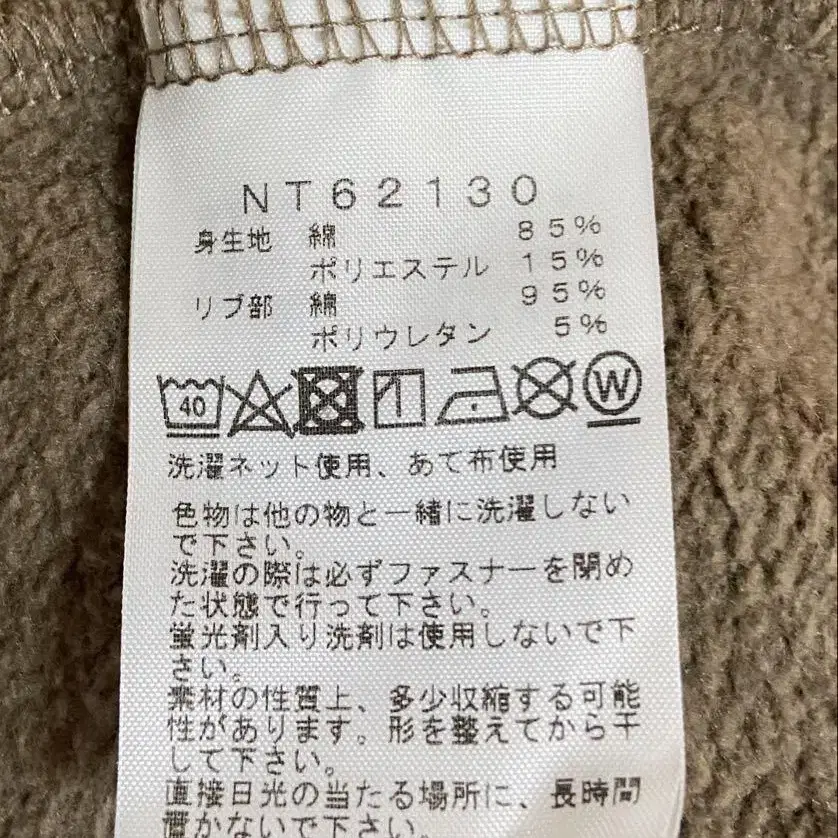 NT62130
身生地 綿 85%
ポリエステル 15%
リブ部 綿 95%
ポリウレタン 5%
40 W
洗濯ネット使用、あて布使用
色物は他の物と一緒に洗濯しない
で下さい。
洗濯の際は必ずファスナーを閉め
た状態で行って下さい。
蛍光剤入り洗剤は使用しないで下
さい。
素材の性質上、多少収縮する可能
性があります。形を整えてから干
して下さい。
直接日光の当たる場所に、長時間
置かないで下さい。